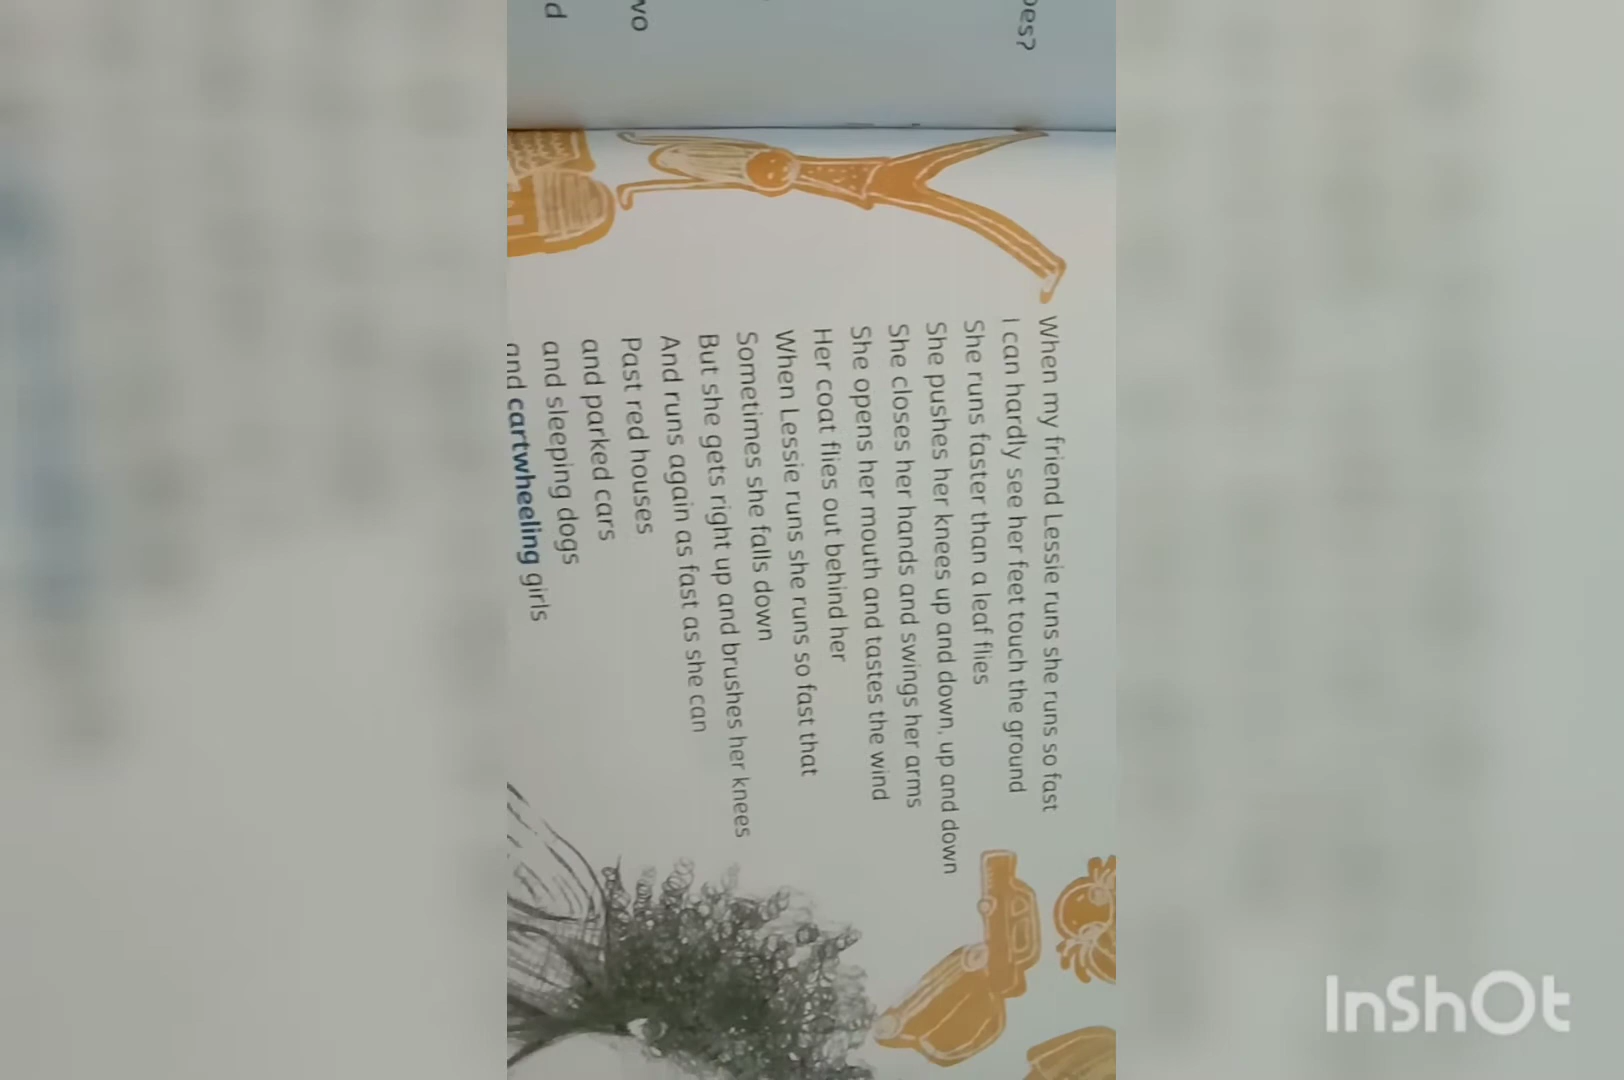 oes?
vo
d
When my friend Lessie runs she runs so fast
I can hardly see her feet touch the ground
She runs faster than a leaf flies
She pushes her knees up and down, up and down
She closes her hands and swings her arms
She opens her mouth and tastes the wind
Her coat flies out behind her
When Lessie runs she runs so fast that
Sometimes she falls down
But she gets right up and brushes her knees
And runs again as fast as she can
Past red houses
and parked cars
and sleeping dogs
and cartwheeling girls
InShOt